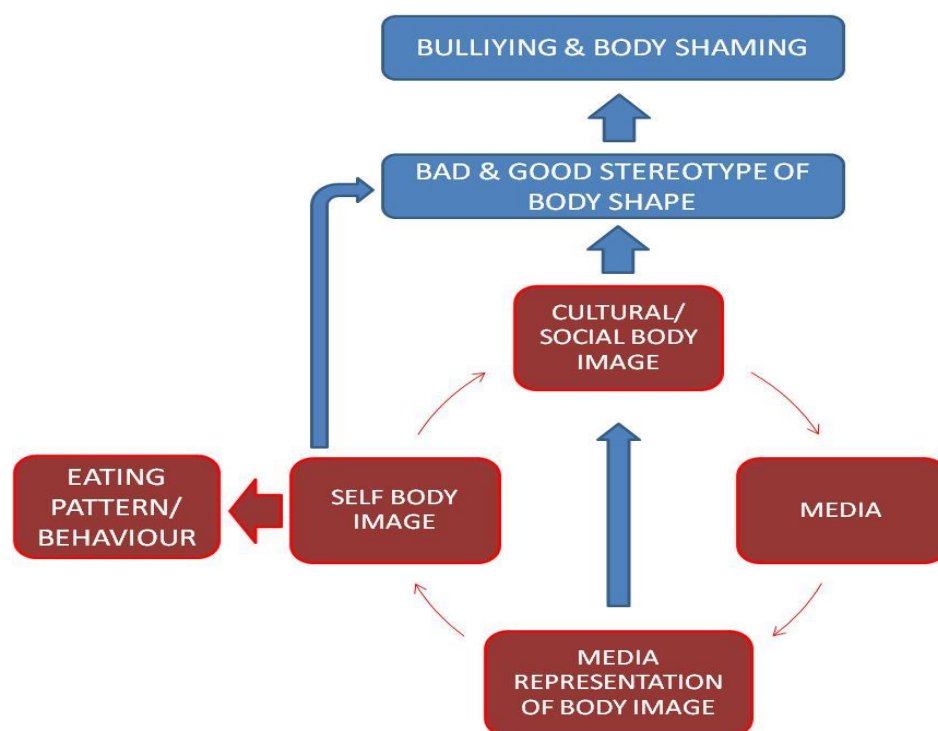 BULLIYING & BODY SHAMING
BAD & GOOD STEREOTYPE OF
BODY SHAPE
CULTURAL/
SOCIAL BODY
IMAGE
EATING
PATTERN/
BEHAVIOUR
SELF BODY
IMAGE
MEDIA
MEDIA
REPRESENTATION
OF BODY IMAGE